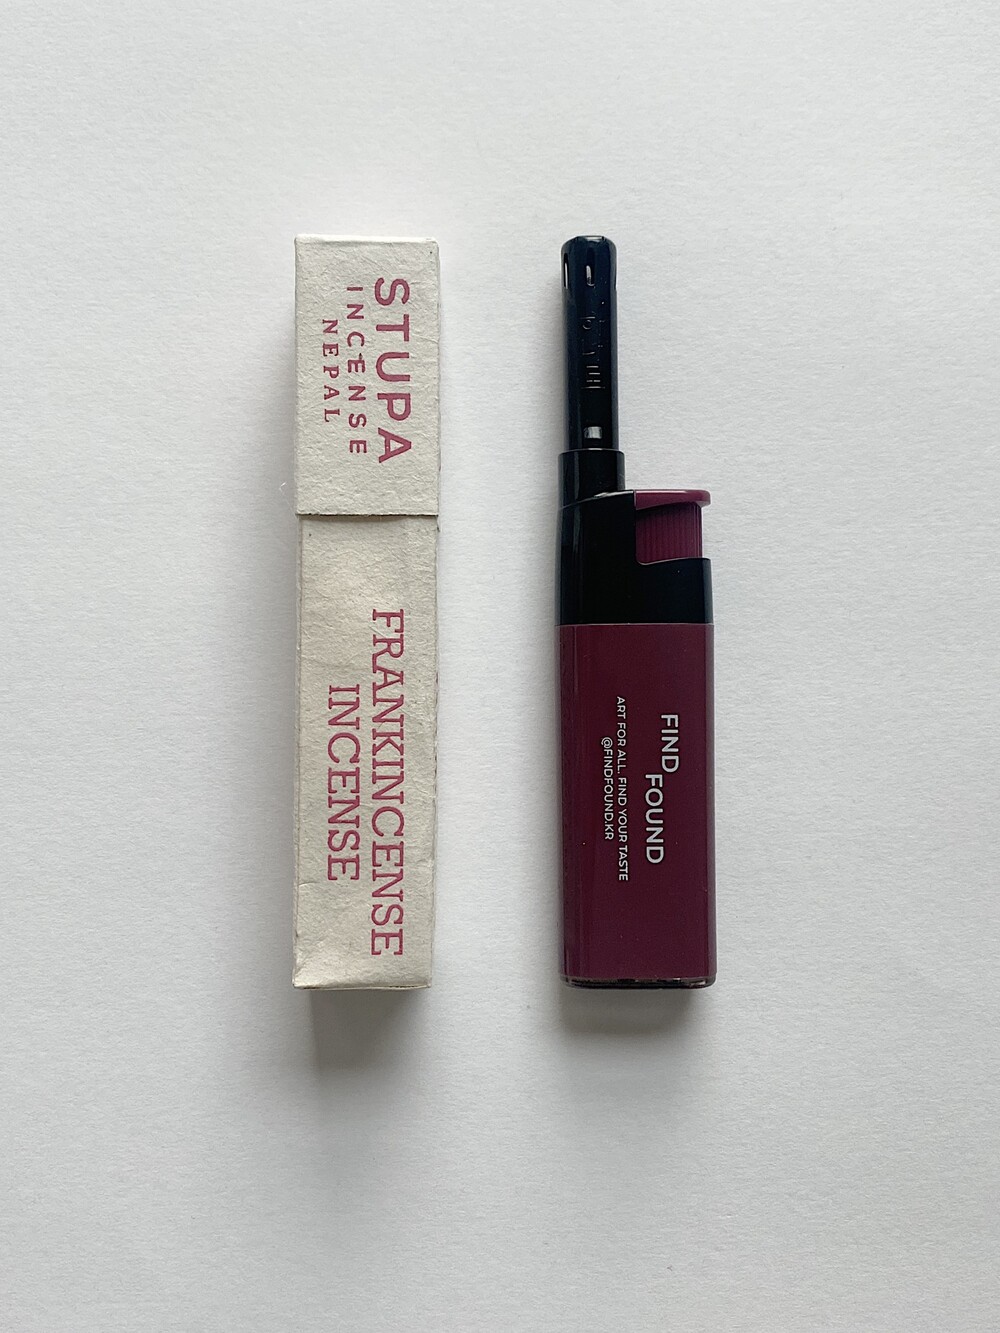 STUPA
INCENSE
NEPAL
FRANKINCENSE
INCENSE
FIND
FOUND
ART FOR ALL. FIND YOUR TASTE
@FINDFOUND.KR